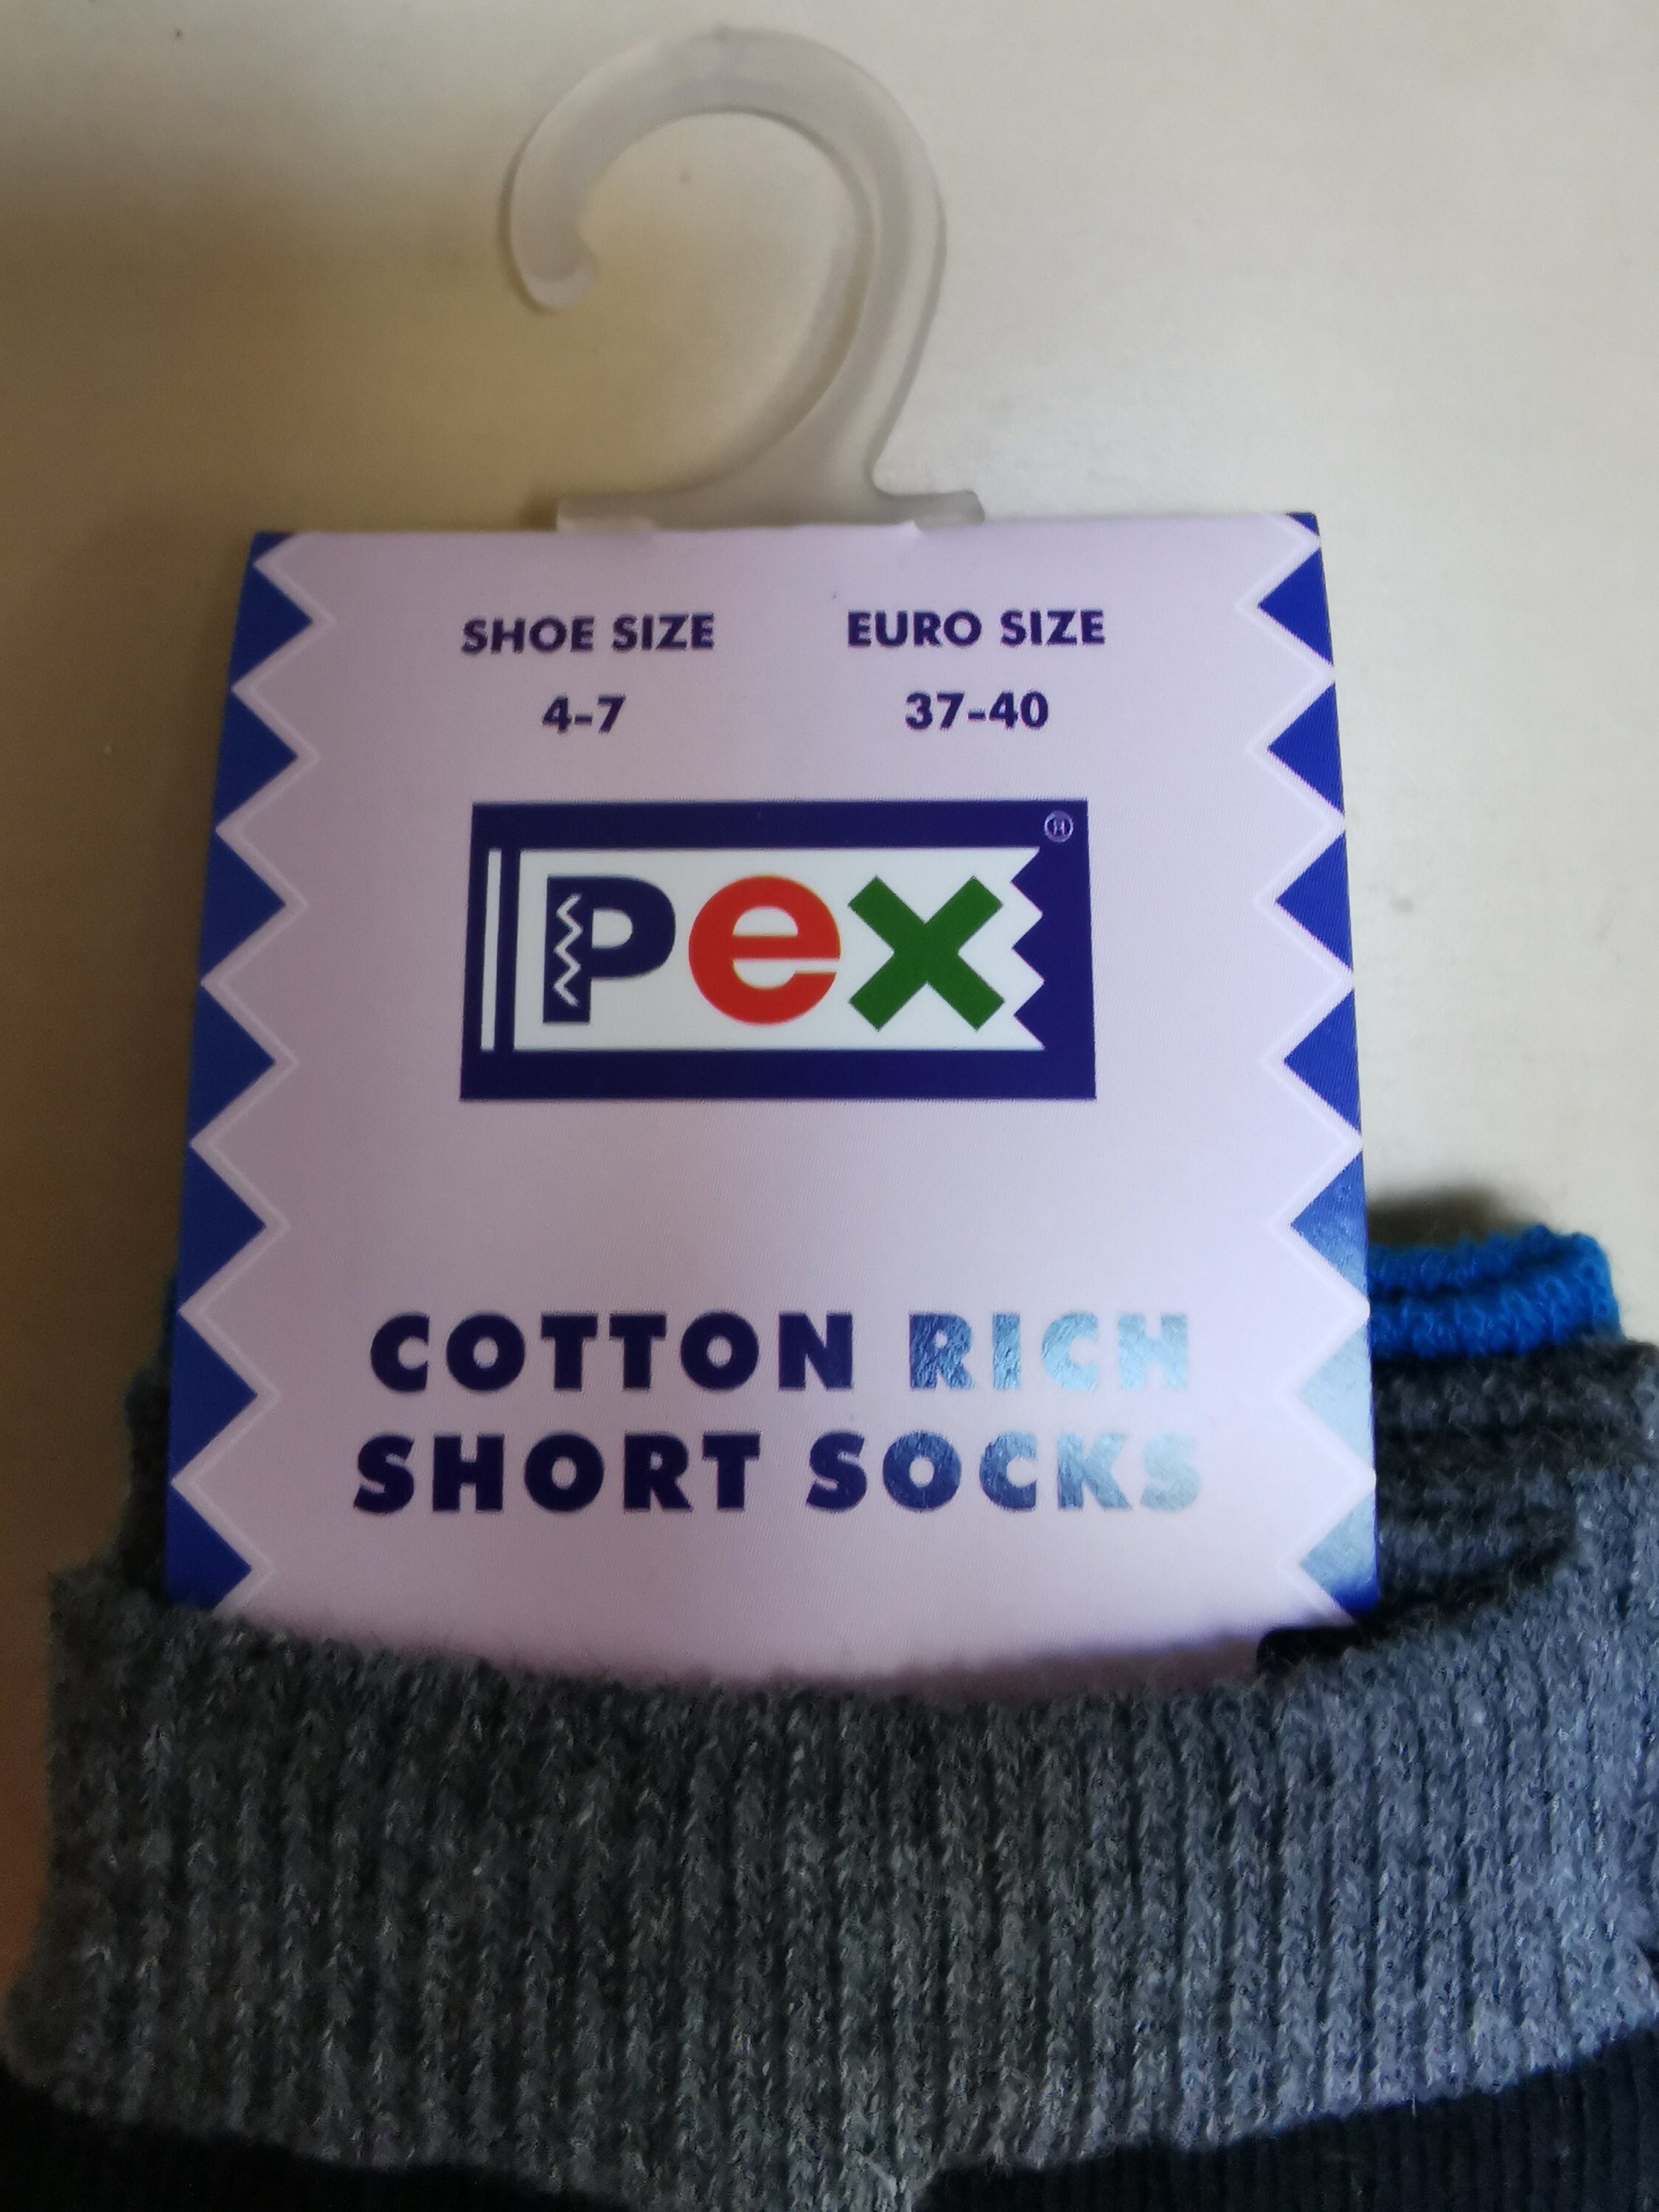 SHOE SIZE EURO SIZE
4-7 37-40
pex ®
COTTON RICH
SHORT SOCKS